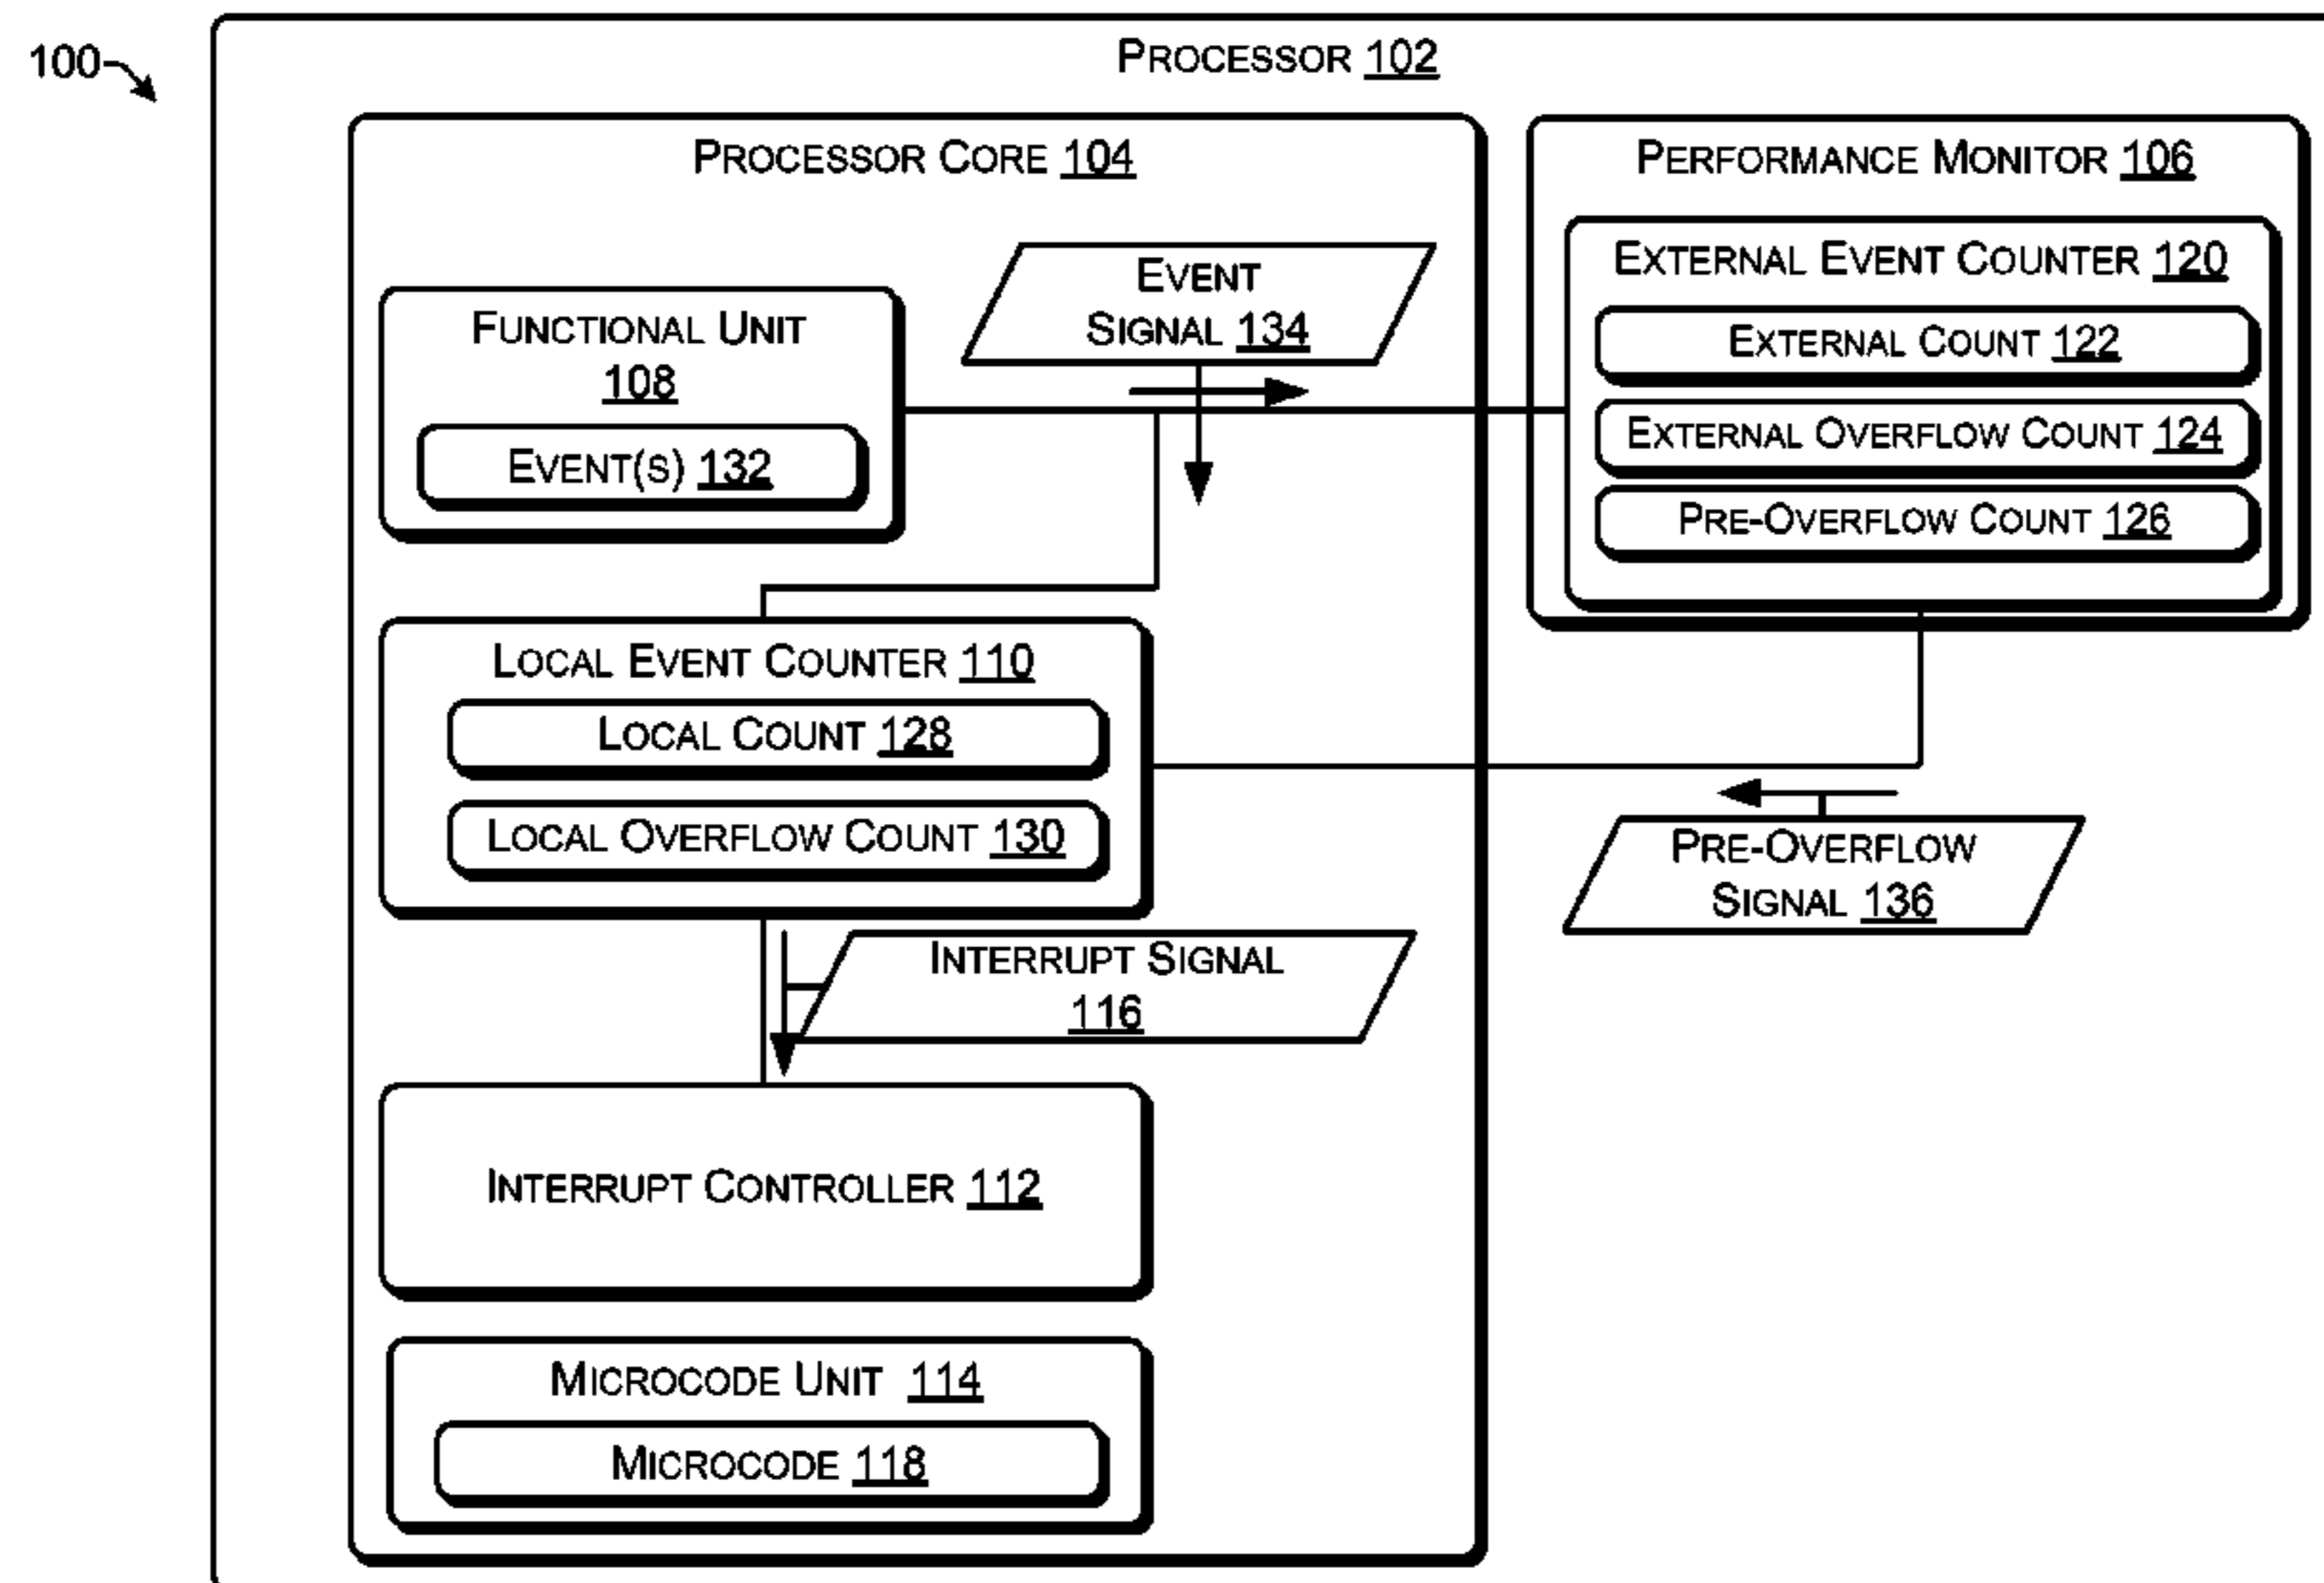 100
PROCESSOR 102
PROCESSOR CORE 104
FUNCTIONAL UNIT
108
EVENT(S) 132
EVENT
SIGNAL 134
LOCAL EVENT COUNTER 110
LOCAL COUNT 128
LOCAL OVERFLOW COUNT 130
INTERRUPT SIGNAL
116
INTERRUPT CONTROLLER 112
MICROCODE UNIT 114
MICROCODE 118
PERFORMANCE MONITOR 106
EXTERNAL EVENT COUNTER 120
EXTERNAL COUNT 122
EXTERNAL OVERFLOW COUNT 124
PRE-OVERFLOW COUNT 126
PRE-OVERFLOW
SIGNAL 136